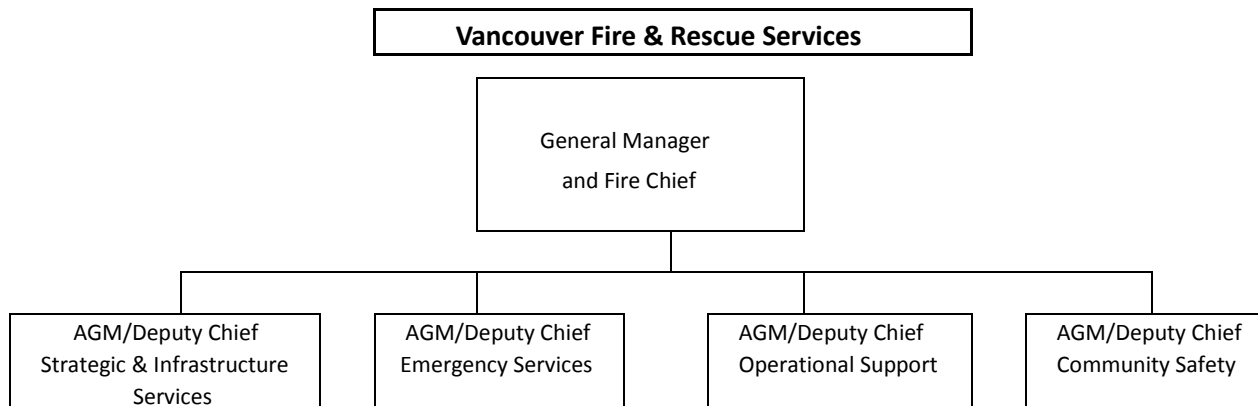 Vancouver Fire & Rescue Services
General Manager
and Fire Chief
AGM/Deputy Chief
Strategic & Infrastructure
Services
AGM/Deputy Chief
Emergency Services
AGM/Deputy Chief
Operational Support
AGM/Deputy Chief
Community Safety